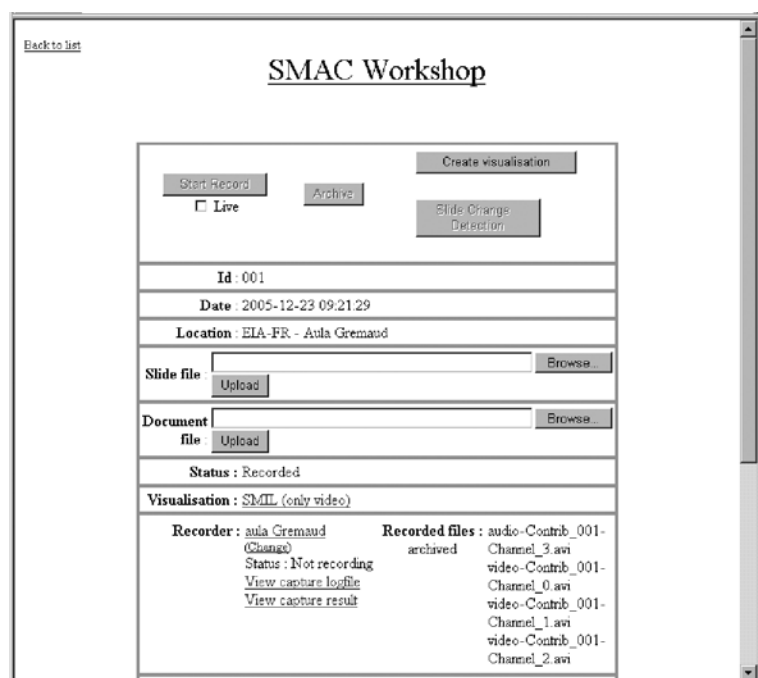 Back to list
SMAC Workshop
Create visualisation
Start Record
Archive
Live
Slide Change
Detection
Id : 001
Date : 2005-12-23 09:21:29
Location : EIA-FR - Aula Gremaud
Slide file :
Browse...
Upload
Document
file :
Browse...
Upload
Status : Recorded
Visualisation : SMIL (only video)
Recorder : aula Gremaud
(Change)
Status : Not recording
View capture logfile
View capture result
Recorded files :
archived
audio-Contrib_001-
Channel_3.avi
video-Contrib_001-
Channel_0.avi
video-Contrib_001-
Channel_1.avi
video-Contrib_001-
Channel_2.avi